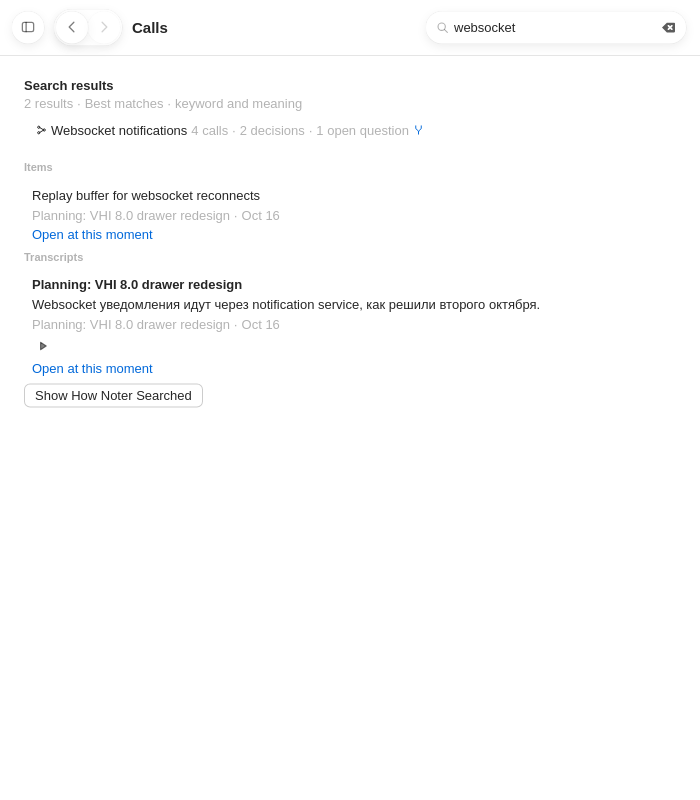 Calls
websocket
Search results
2 results · Best matches · keyword and meaning
Websocket notifications 4 calls · 2 decisions · 1 open question
Items
Replay buffer for websocket reconnects
Planning: VHI 8.0 drawer redesign · Oct 16
Open at this moment
Transcripts
Planning: VHI 8.0 drawer redesign
Websocket уведомления идут через notification service, как решили второго октября.
Planning: VHI 8.0 drawer redesign · Oct 16
Open at this moment
Show How Noter Searched